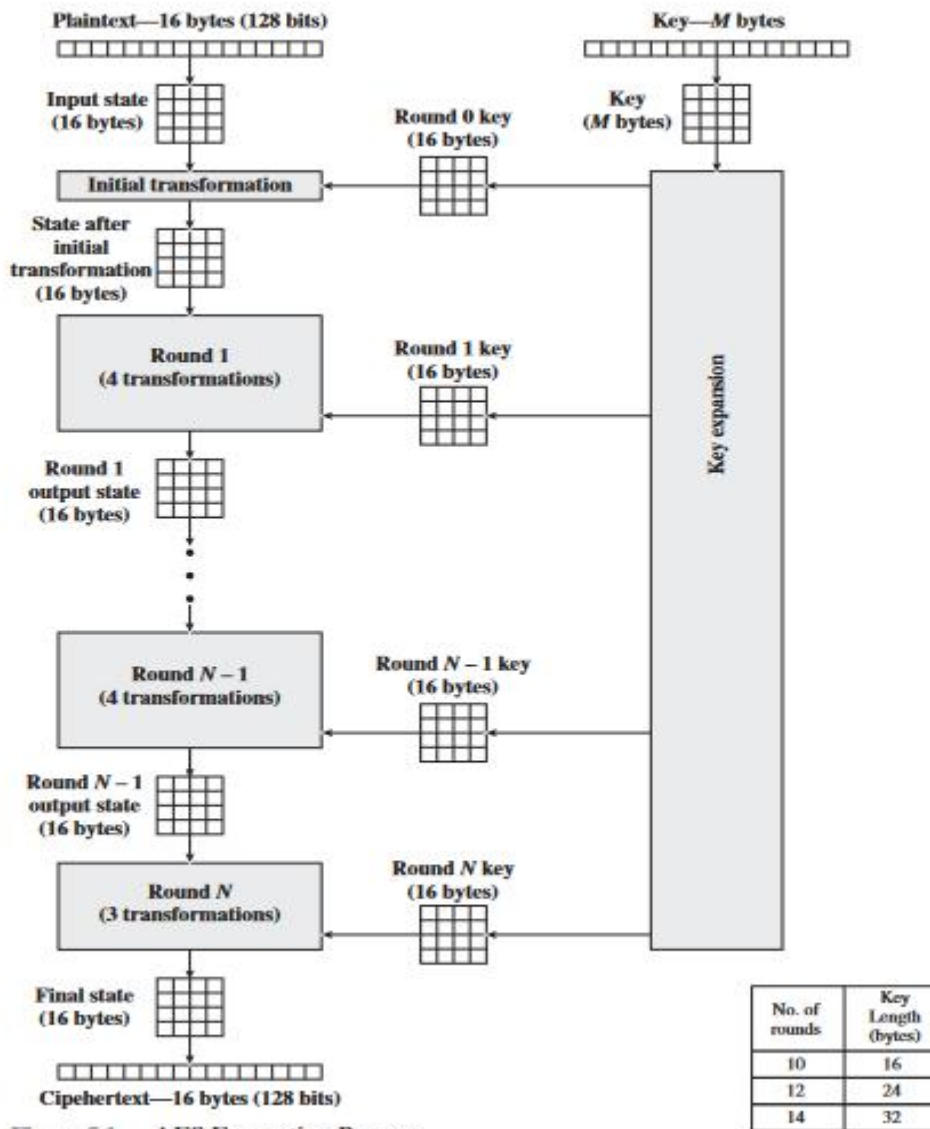 Plaintext—16 bytes (128 bits)
Key—M bytes
Input state
(16 bytes)
Key
(M bytes)
Round 0 key
(16 bytes)
Initial transformation
State after
initial
transformation
(16 bytes)
Round 1
(4 transformations)
Round 1 key
(16 bytes)
Key expansion
Round 1
output state
(16 bytes)
Round N – 1
(4 transformations)
Round N – 1 key
(16 bytes)
Round N – 1
output state
(16 bytes)
Round N
(3 transformations)
Round N key
(16 bytes)
Final state
(16 bytes)
Cipehertext—16 bytes (128 bits)
No. of
rounds
Key
Length
(bytes)
10 16
12 24
14 32